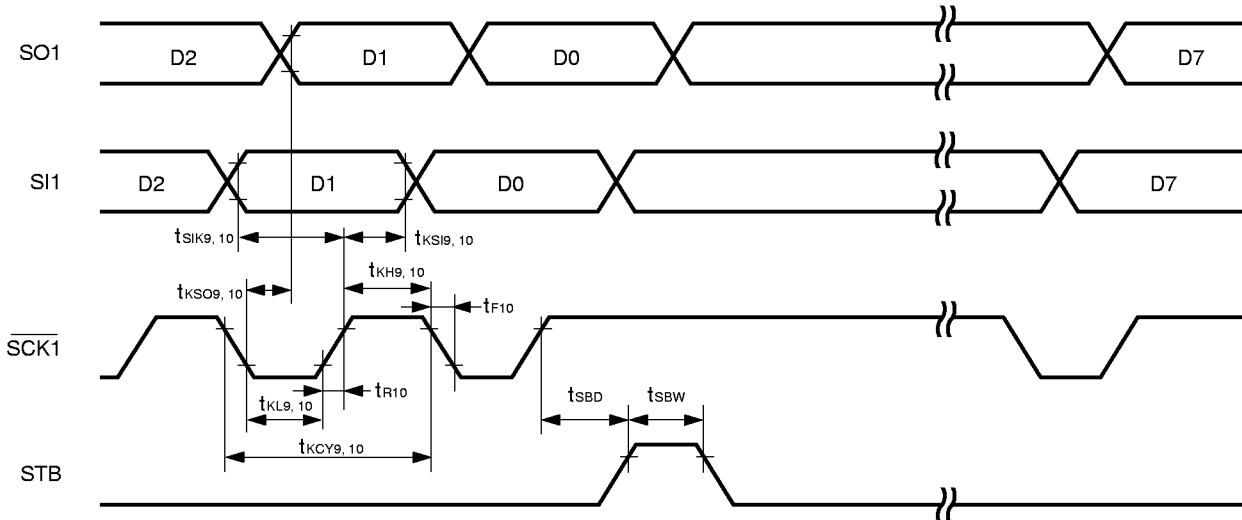 SO1 D2 D1 D0 D7
SI1 D2 D1 D0 D7
tSIK9, 10 tKSI9, 10
tKH9, 10
tKSO9, 10 tF10
SCK1
tR10
tKL9, 10 tSBD tSBW
tKCY9, 10
STB